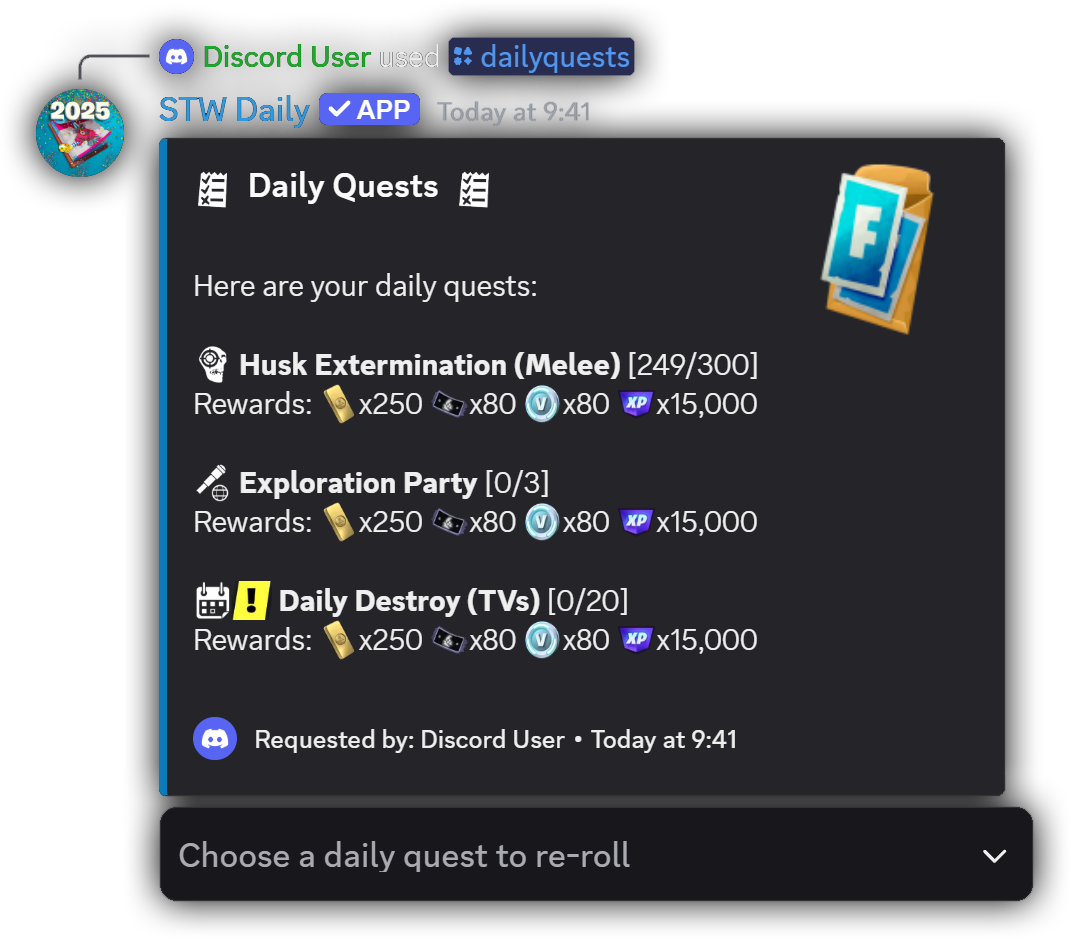 Discord User used dailyquests
2025
STW Daily APP Today at 9:41
Daily Quests
F
Here are your daily quests:
Husk Extermination (Melee) [249/300]
Rewards: x250 x80 V x80 XP x15,000
Exploration Party [0/3]
Rewards: x250 x80 V x80 XP x15,000
! Daily Destroy (TVs) [0/20]
Rewards: x250 x80 V x80 XP x15,000
Requested by: Discord User • Today at 9:41
Choose a daily quest to re-roll